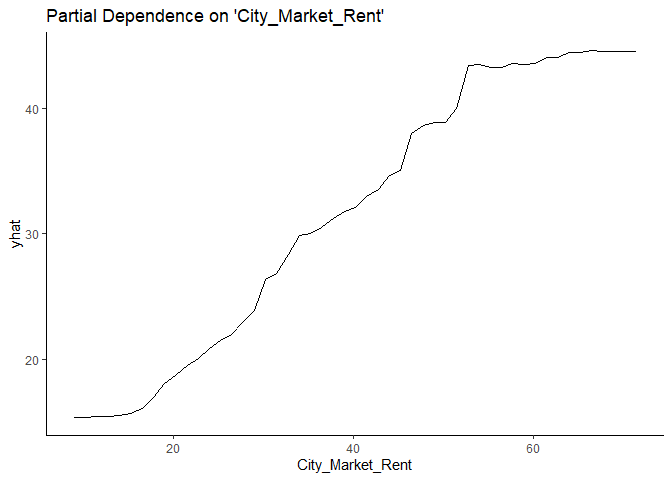 Partial Dependence on 'City_Market_Rent'
40
30
20
yhat
20 40 60
City_Market_Rent